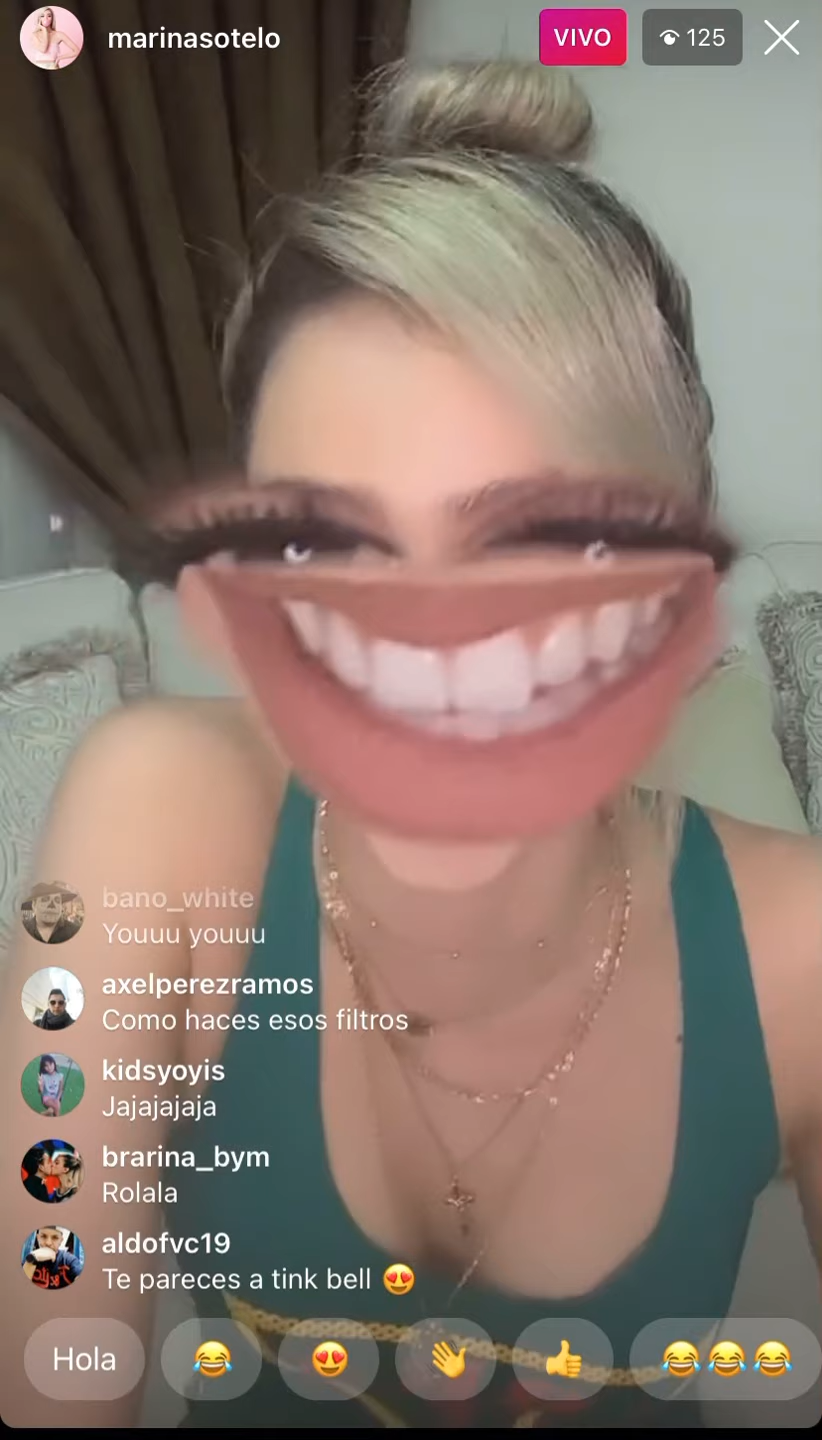 marinasotelo
VIVO
125
bano_white
Youuu youuu
axelperezramos
Como haces esos filtros
kidsyoyis
Jajajajaja
brarina_bym
Rolala
aldofvc19
Te pareces a tink bell 😍
Hola
😂
😍
👋
👍
😂😂😂